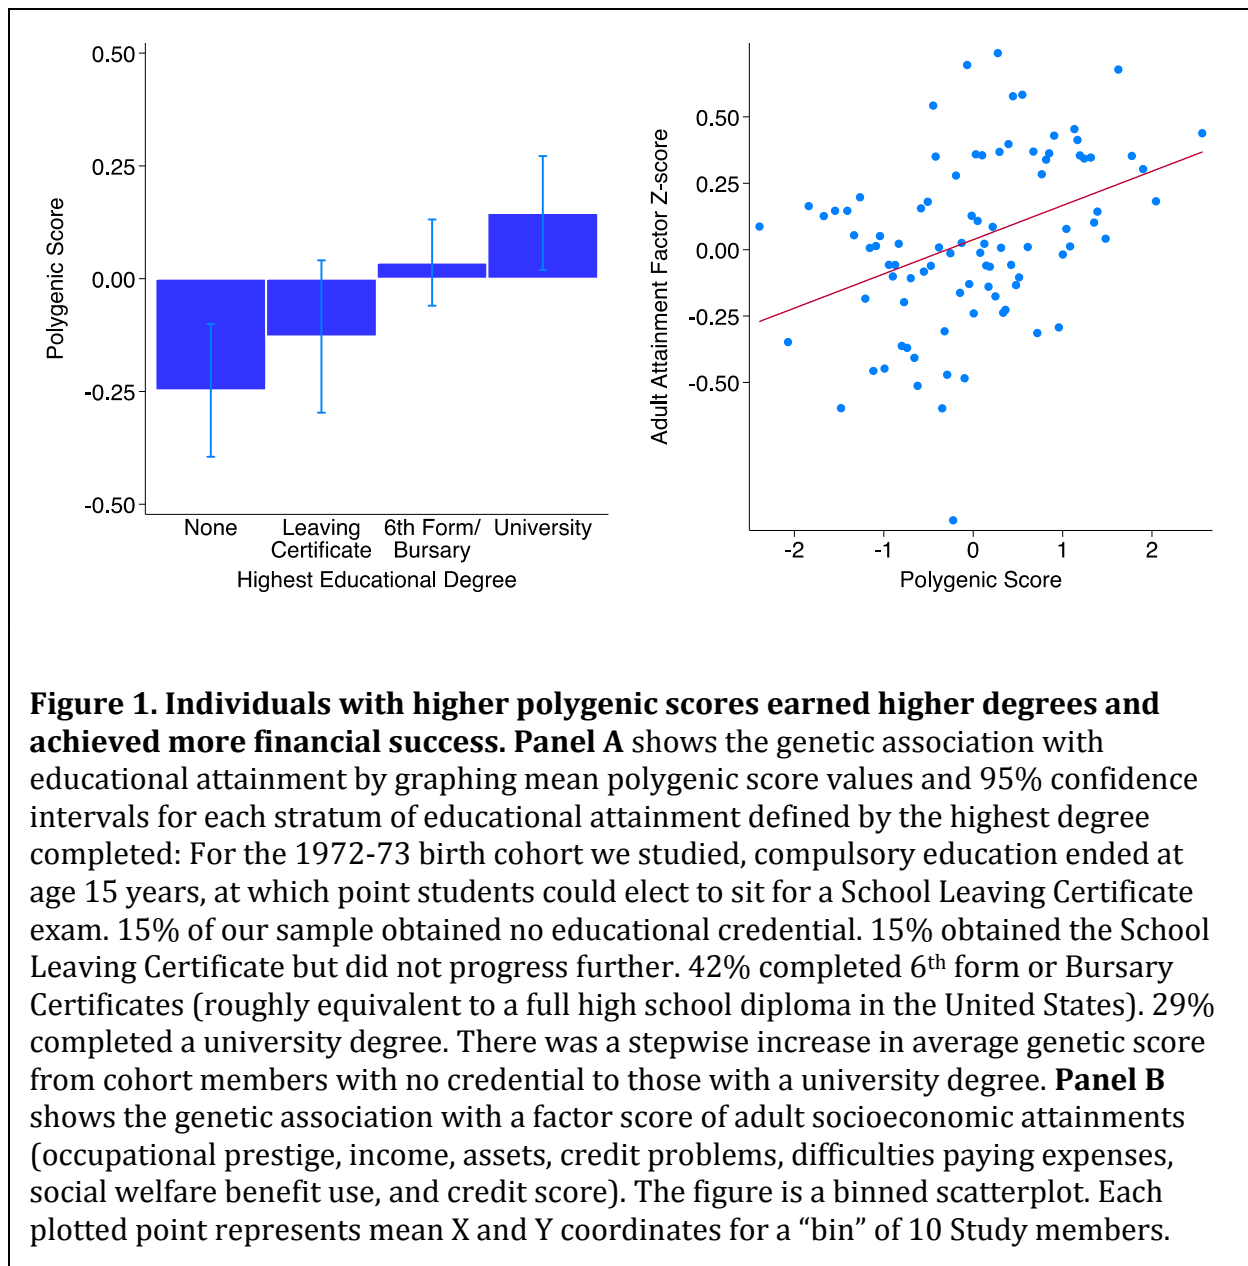 0.50
0.25
0.00
-0.25
-0.50
Polygenic Score
None
Leaving
Certificate
6th Form/
Bursary
University
Highest Educational Degree
0.50
0.25
0.00
-0.25
-0.50
Adult Attainment Factor Z-score
-2
-1
0
1
2
Polygenic Score
Figure 1. Individuals with higher polygenic scores earned higher degrees and
achieved more financial success. Panel A shows the genetic association with
educational attainment by graphing mean polygenic score values and 95% confidence
intervals for each stratum of educational attainment defined by the highest degree
completed: For the 1972-73 birth cohort we studied, compulsory education ended at
age 15 years, at which point students could elect to sit for a School Leaving Certificate
exam. 15% of our sample obtained no educational credential. 15% obtained the School
Leaving Certificate but did not progress further. 42% completed 6th form or Bursary
Certificates (roughly equivalent to a full high school diploma in the United States). 29%
completed a university degree. There was a stepwise increase in average genetic score
from cohort members with no credential to those with a university degree. Panel B
shows the genetic association with a factor score of adult socioeconomic attainments
(occupational prestige, income, assets, credit problems, difficulties paying expenses,
social welfare benefit use, and credit score). The figure is a binned scatterplot. Each
plotted point represents mean X and Y coordinates for a “bin” of 10 Study members.